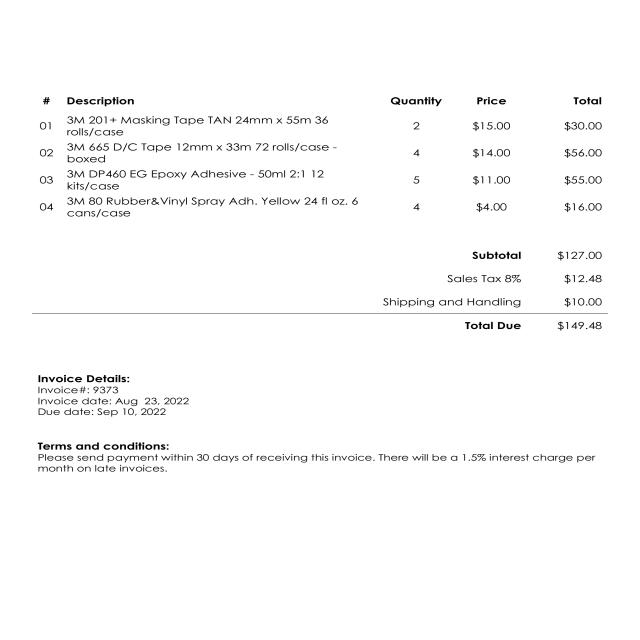 # Description Quantity Price Total
01 3M 201+ Masking Tape TAN 24mm x 55m 36 rolls/case 2 $15.00 $30.00
02 3M 665 D/C Tape 12mm x 33m 72 rolls/case - boxed 4 $14.00 $56.00
03 3M DP460 EG Epoxy Adhesive - 50ml 2:1 12 kits/case 5 $11.00 $55.00
04 3M 80 Rubber&Vinyl Spray Adh. Yellow 24 fl oz. 6 cans/case 4 $4.00 $16.00
Subtotal $127.00
Sales Tax 8% $12.48
Shipping and Handling $10.00
Total Due $149.48
Invoice Details:
Invoice#: 9373
Invoice date: Aug 23, 2022
Due date: Sep 10, 2022
Terms and conditions:
Please send payment within 30 days of receiving this invoice. There will be a 1.5% interest charge per
month on late invoices.